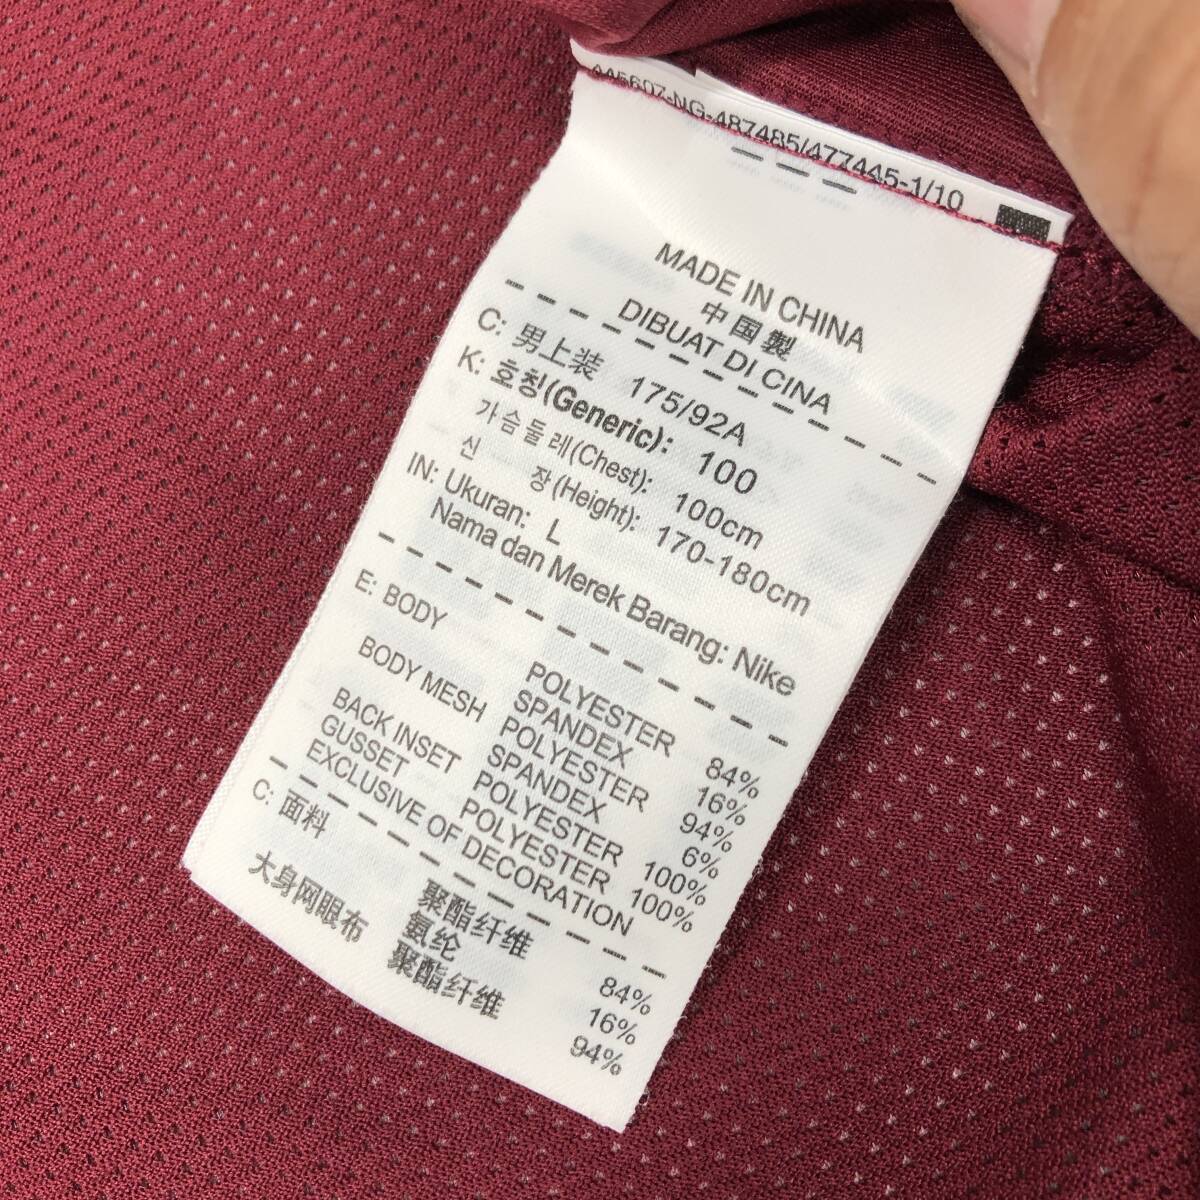 445607-NG-487485/477445-1/10
MADE IN CHINA
中国製
DIBUAT DI CINA
C: 男上装 175/92A
K: 호칭(Generic): 100
가슴둘레(Chest): 100cm
신 장(Height): 170-180cm
IN: Ukuran: L
Nama dan Merek Barang: Nike
E: BODY POLYESTER 84%
SPANDEX 16%
BODY MESH POLYESTER 94%
SPANDEX 6%
BACK INSET POLYESTER 100%
GUSSET POLYESTER 100%
EXCLUSIVE OF DECORATION
C: 面料 聚酯纤维 84%
氨纶 16%
大身网眼布 聚酯纤维 94%